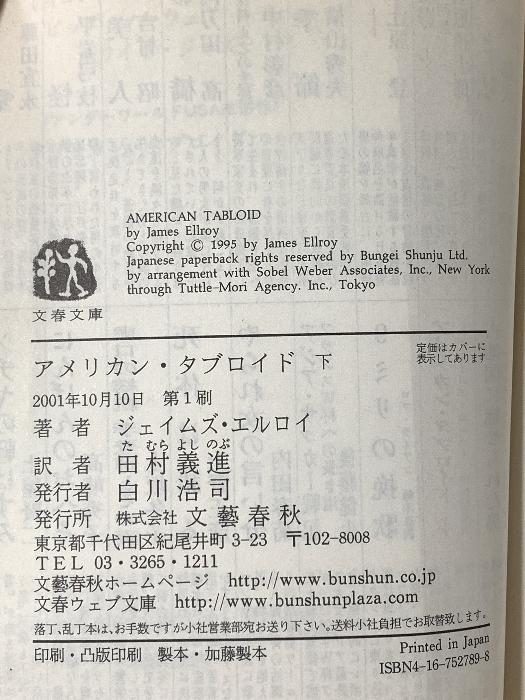 AMERICAN TABLOID
by James Ellroy
Copyright © 1995 by James Ellroy
Japanese paperback rights reserved by Bungei Shunju Ltd.
by arrangement with Sobel Weber Associates, Inc., New York
through Tuttle-Mori Agency. Inc., Tokyo
文春文庫
アメリカン・タブロイド 下
定価はカバーに
表示してあります
2001年10月10日 第1刷
著 者 ジェイムズ・エルロイ
た むら よし のぶ
訳 者 田村義進
発行者 白川浩司
発行所 株式会社 文藝春秋
東京都千代田区紀尾井町3-23 〒102-8008
TEL 03・3265・1211
文藝春秋ホームページ http://www.bunshun.co.jp
文春ウェブ文庫 http://www.bunshunplaza.com
落丁、乱丁本は、お手数ですが小社営業部宛お送り下さい。送料小社負担でお取替致します。
印刷・凸版印刷 製本・加藤製本
Printed in Japan
ISBN4-16-752789-8